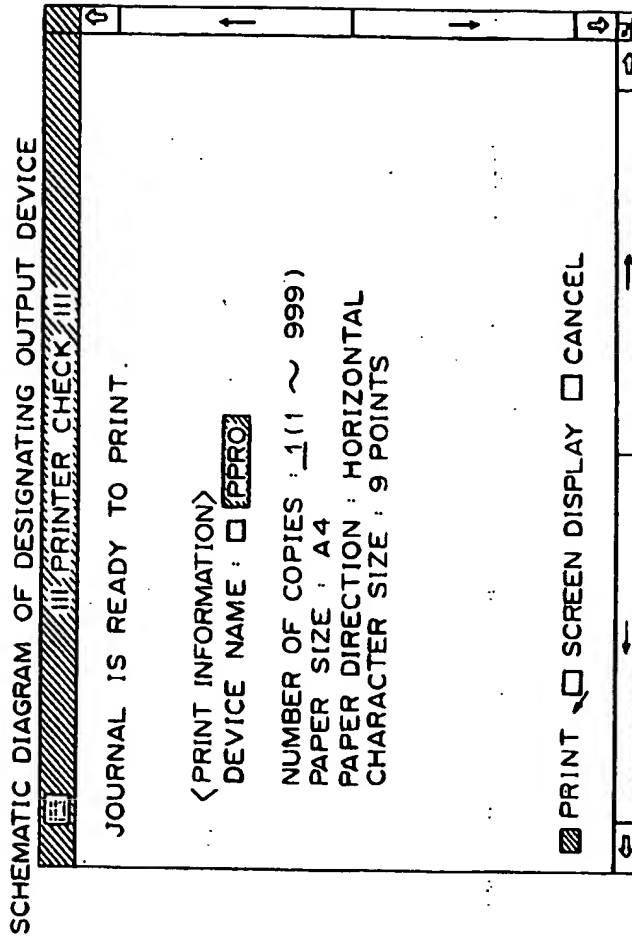 SCHEMATIC DIAGRAM OF DESIGNATING OUTPUT DEVICE
PRINTER CHECK
JOURNAL IS READY TO PRINT.
<PRINT INFORMATION>
DEVICE NAME : □ PPRO
NUMBER OF COPIES : 1 (1 ~ 999)
PAPER SIZE : A4
PAPER DIRECTION : HORIZONTAL
CHARACTER SIZE : 9 POINTS
PRINT □ SCREEN DISPLAY □ CANCEL